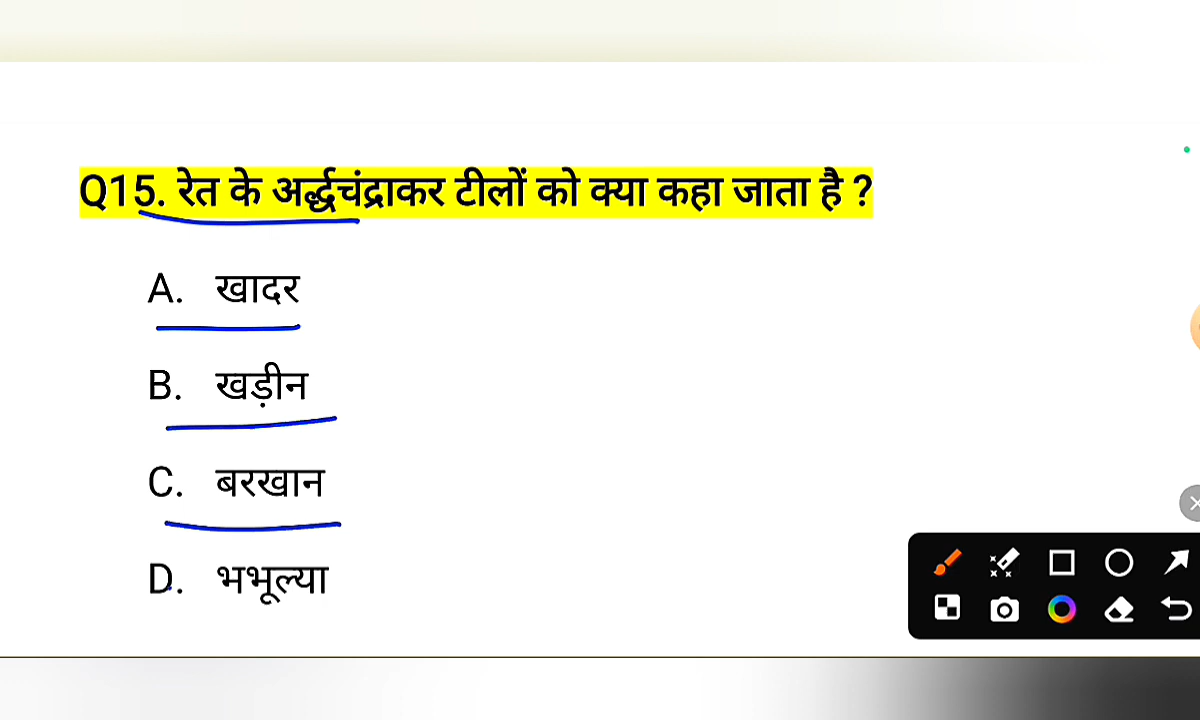 Q15. रेत के अर्द्धचंद्राकर टीलों को क्या कहा जाता है ?
A. खादर
B. खड़ीन
C. बरखान
D. भभूल्या